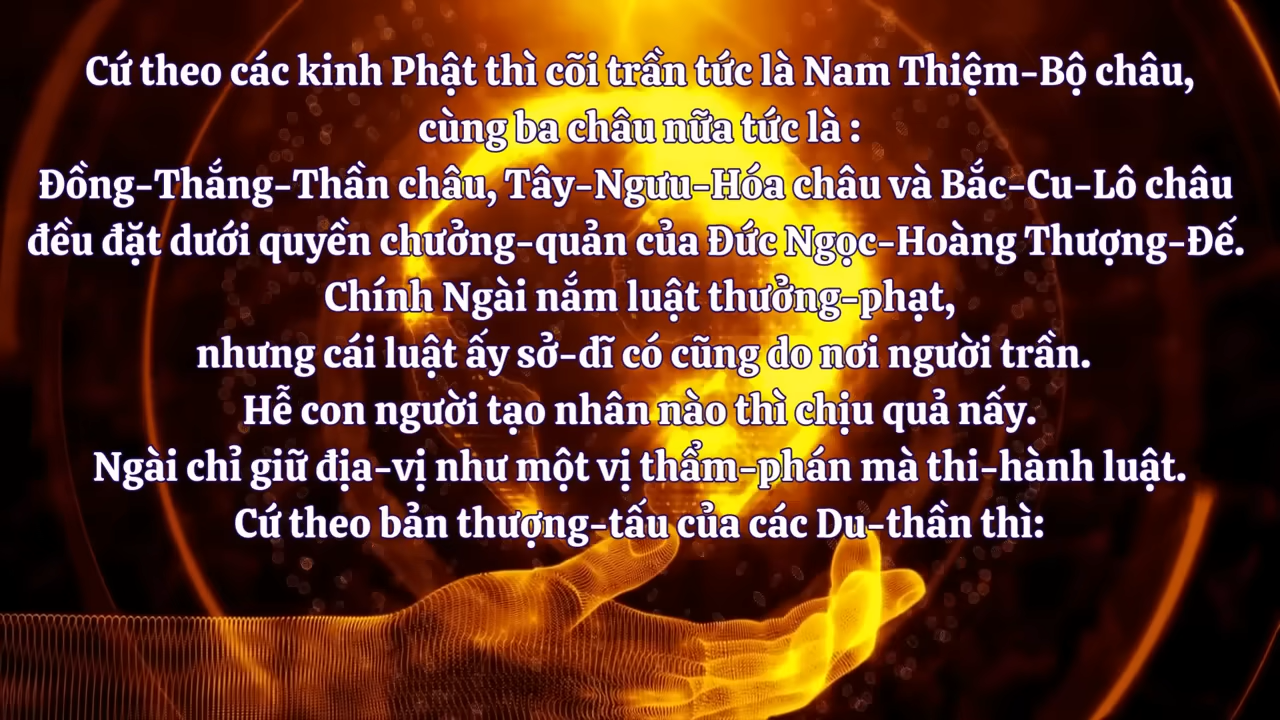 Cứ theo các kinh Phật thì cõi trần tức là Nam Thiệm-Bộ châu,
cùng ba châu nữa tức là :
Đồng-Thắng-Thần châu, Tây-Ngưu-Hóa châu và Bắc-Cu-Lô châu
đều đặt dưới quyền chưởng-quản của Đức Ngọc-Hoàng Thượng-Đế.
Chính Ngài nắm luật thưởng-phạt,
nhưng cái luật ấy sở-dĩ có cũng do nơi người trần.
Hễ con người tạo nhân nào thì chịu quả nấy.
Ngài chỉ giữ địa-vị như một vị thẩm-phán mà thi-hành luật.
Cứ theo bản thượng-tấu của các Du-thần thì: